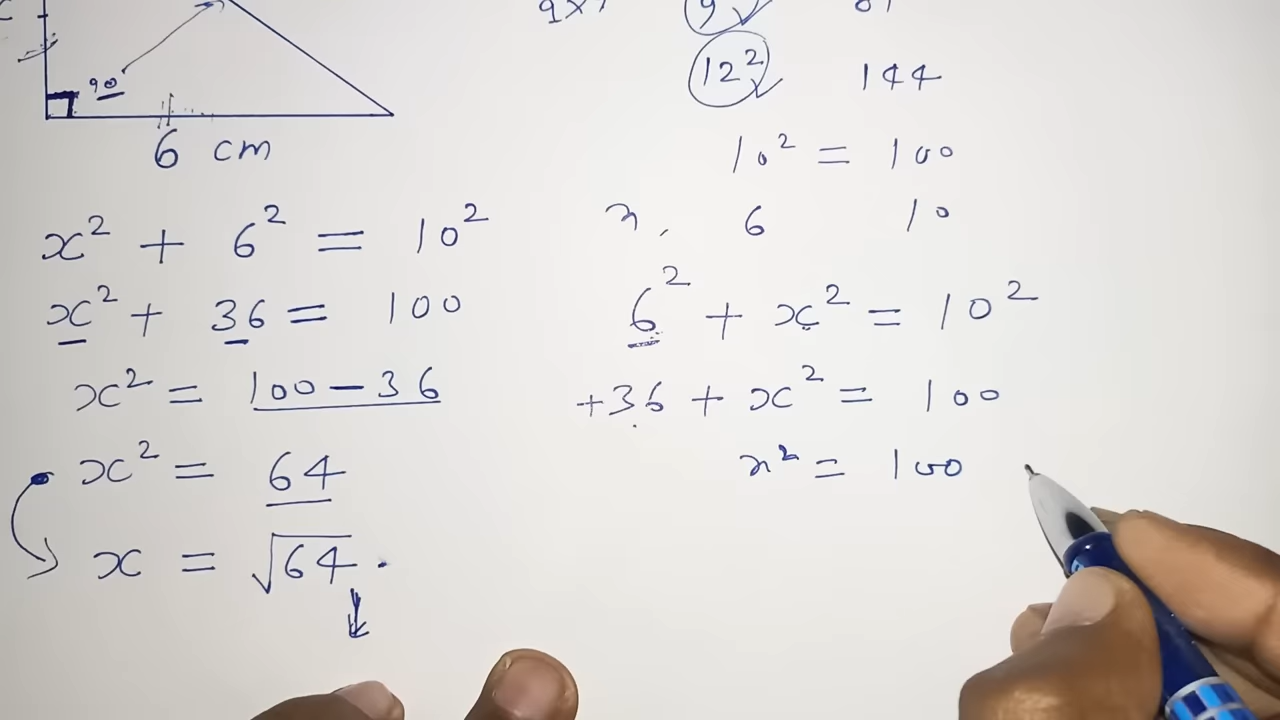 90
6 cm
x² + 6² = 10²
x² + 36 = 100
x² = 100 - 36
x² = 64
x = √64.
12² 144
10² = 100
x, 6 10
6² + x² = 10²
+36 + x² = 100
x² = 100